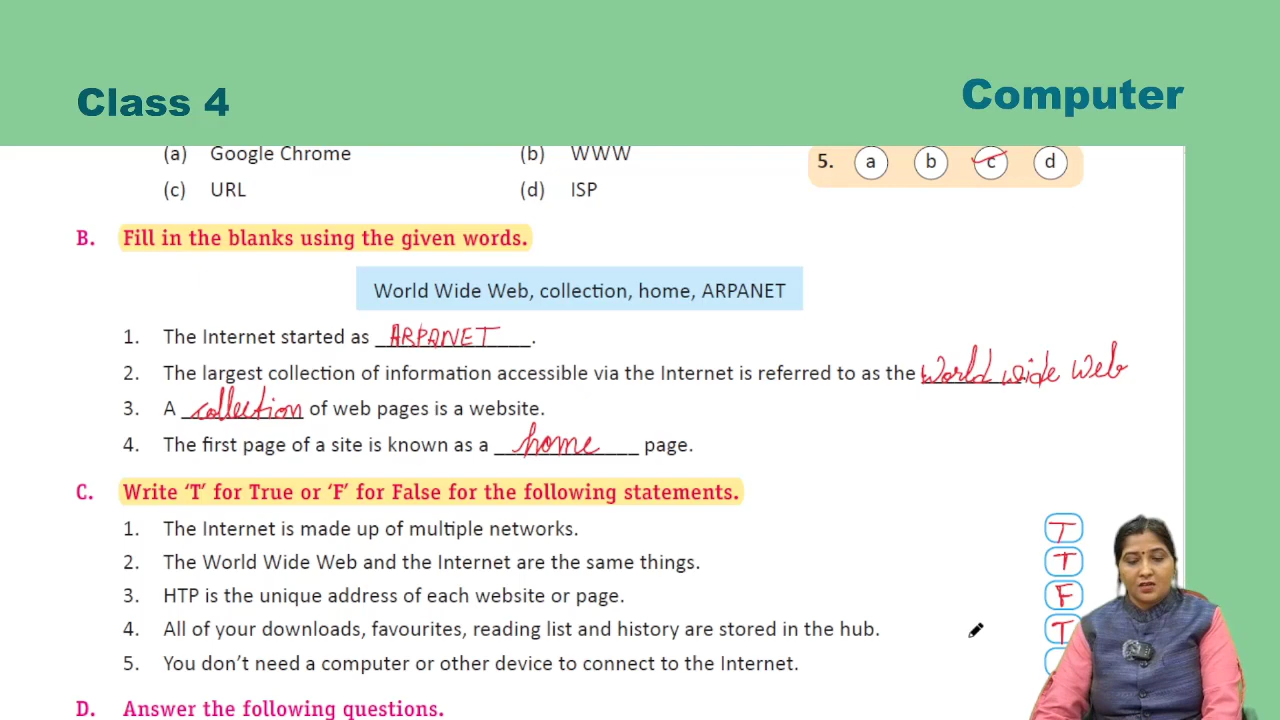 Class 4
Computer
(a) Google Chrome (b) WWW
(c) URL (d) ISP
5. a b c d
B. Fill in the blanks using the given words.
World Wide Web, collection, home, ARPANET
1. The Internet started as ARPANET.
2. The largest collection of information accessible via the Internet is referred to as the World wide Web
3. A collection of web pages is a website.
4. The first page of a site is known as a home page.
C. Write ‘T’ for True or ‘F’ for False for the following statements.
1. The Internet is made up of multiple networks. T
2. The World Wide Web and the Internet are the same things. T
3. HTP is the unique address of each website or page. F
4. All of your downloads, favourites, reading list and history are stored in the hub. T
5. You don’t need a computer or other device to connect to the Internet.
D. Answer the following questions.